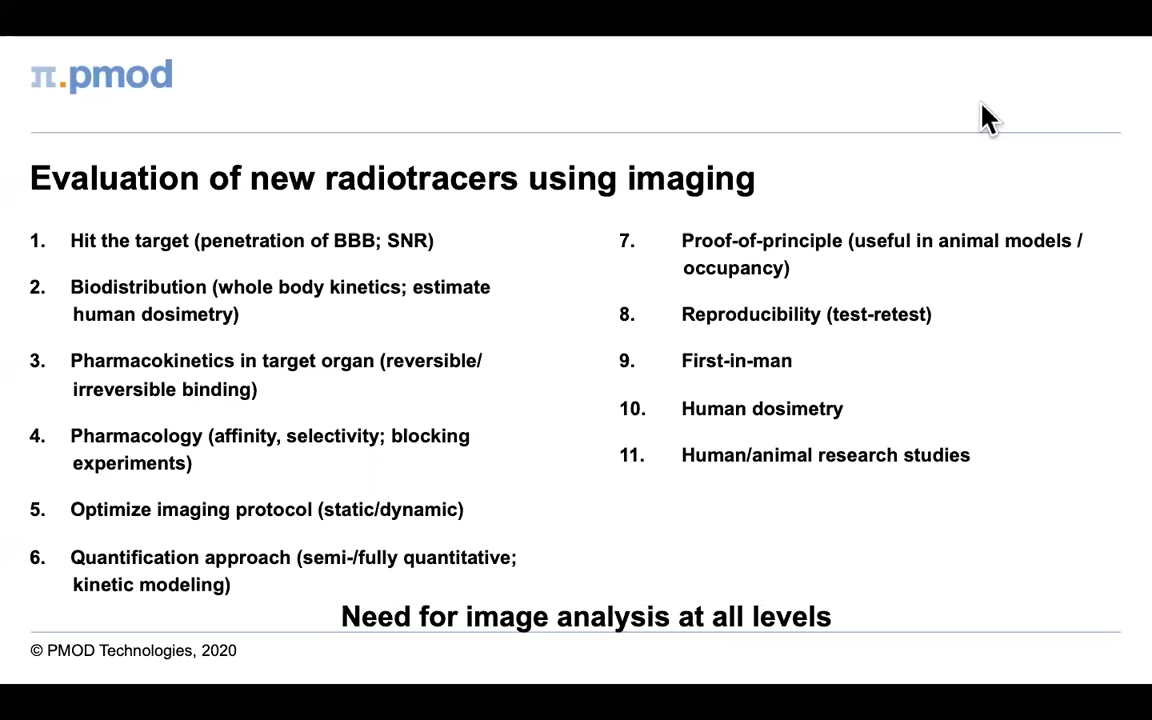 π.pmod
Evaluation of new radiotracers using imaging
1. Hit the target (penetration of BBB; SNR)
2. Biodistribution (whole body kinetics; estimate
human dosimetry)
3. Pharmacokinetics in target organ (reversible/
irreversible binding)
4. Pharmacology (affinity, selectivity; blocking
experiments)
5. Optimize imaging protocol (static/dynamic)
6. Quantification approach (semi-/fully quantitative;
kinetic modeling)
7. Proof-of-principle (useful in animal models /
occupancy)
8. Reproducibility (test-retest)
9. First-in-man
10. Human dosimetry
11. Human/animal research studies
Need for image analysis at all levels
© PMOD Technologies, 2020